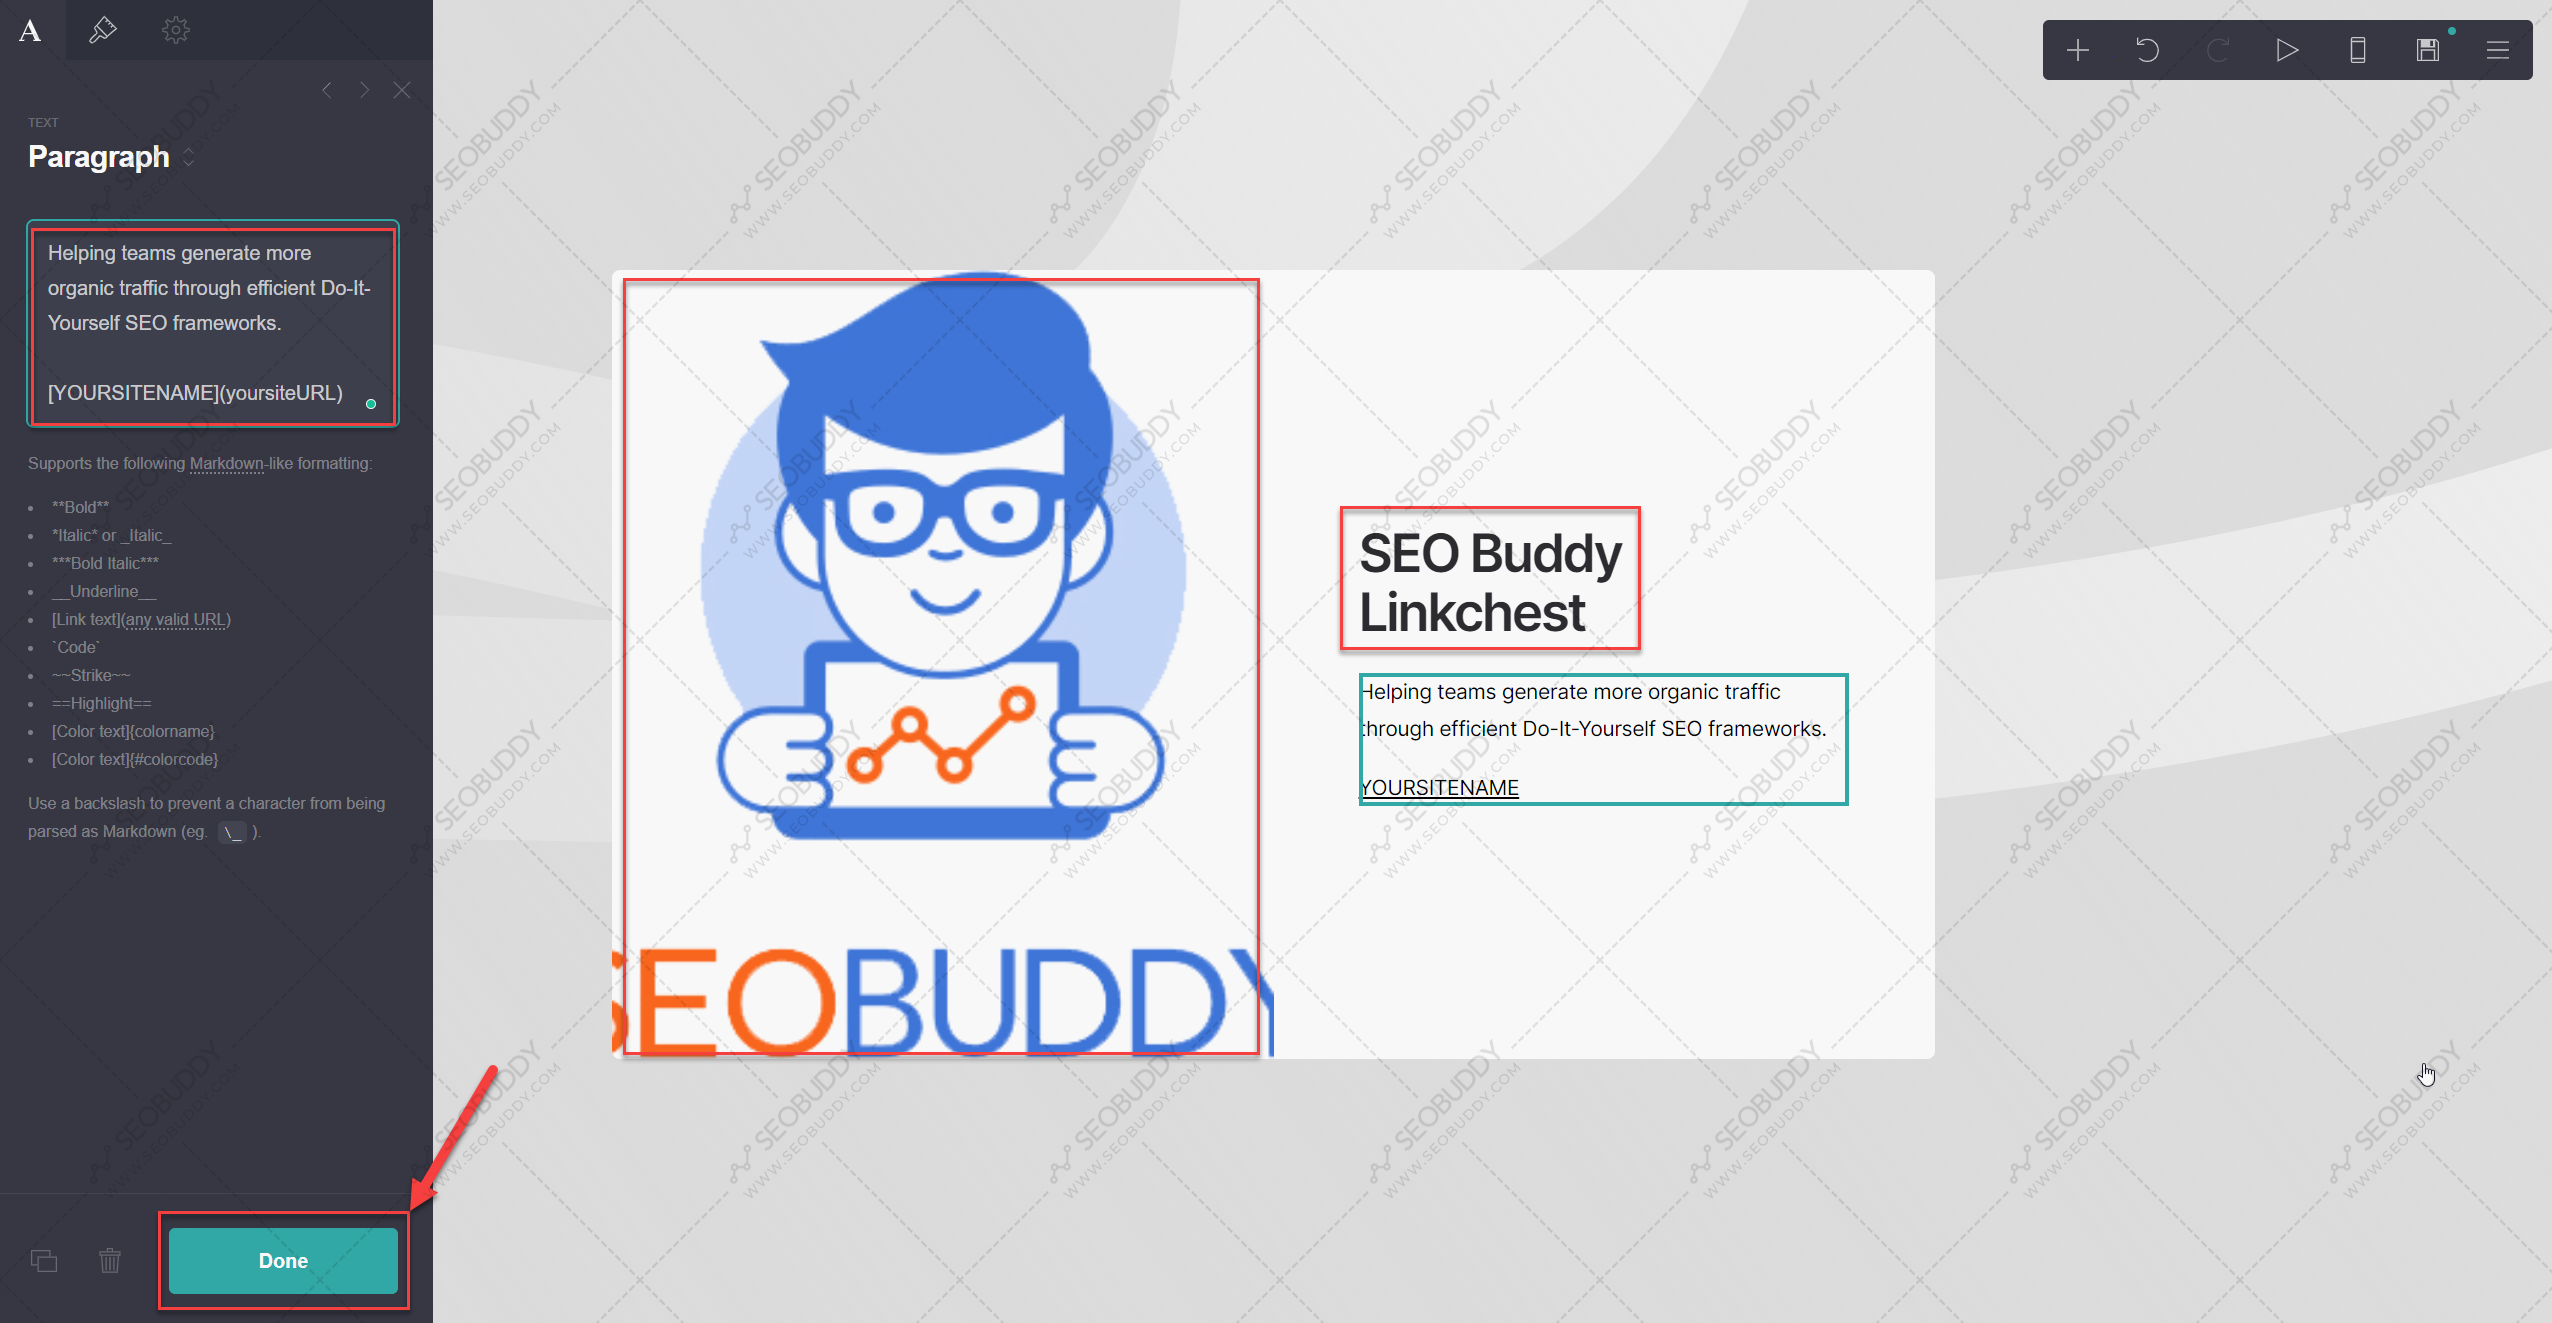 A
TEXT
Paragraph
Helping teams generate more
organic traffic through efficient Do-It-
Yourself SEO frameworks.
[YOURSITENAME](yoursiteURL)
Supports the following Markdown-like formatting:
**Bold**
*Italic* or _Italic_
***Bold Italic***
__Underline__
[Link text](any valid URL)
`Code`
~~Strike~~
==Highlight==
[Color text]{colorname}
[Color text]{#colorcode}
Use a backslash to prevent a character from being
parsed as Markdown (eg. \_ ).
Done
SEOBUDDY
SEO Buddy
Linkchest
Helping teams generate more organic traffic
through efficient Do-It-Yourself SEO frameworks.
YOURSITENAME
SEOBUDDY
WWW.SEOBUDDY.COM